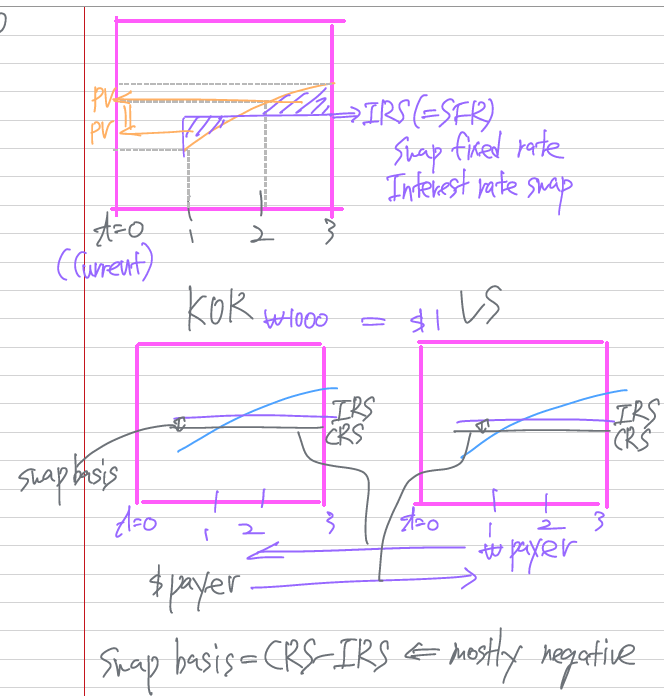 PV
PV
IRS(=SFR)
Swap fixed rate
Interest rate swap
t=0 1 2 3
(Current)
KOR ₩1000 = $1 US
IRS
CRS
IRS
CRS
swap basis
t=0 1 2 3
t=0 1 2 3
₩ payer
$ payer
Swap basis = CRS-IRS ⇐ mostly negative